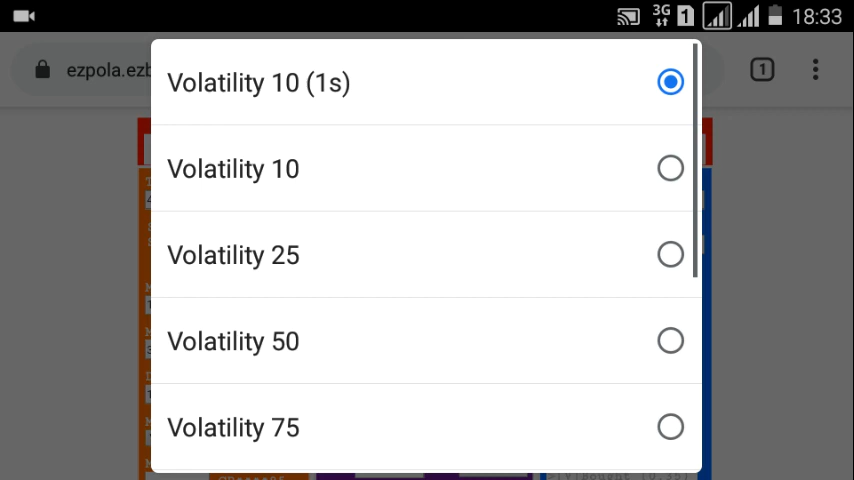 3G 1 18:33
ezpola.ezb 1
Volatility 10 (1s)
Volatility 10
Volatility 25
Volatility 50
Volatility 75